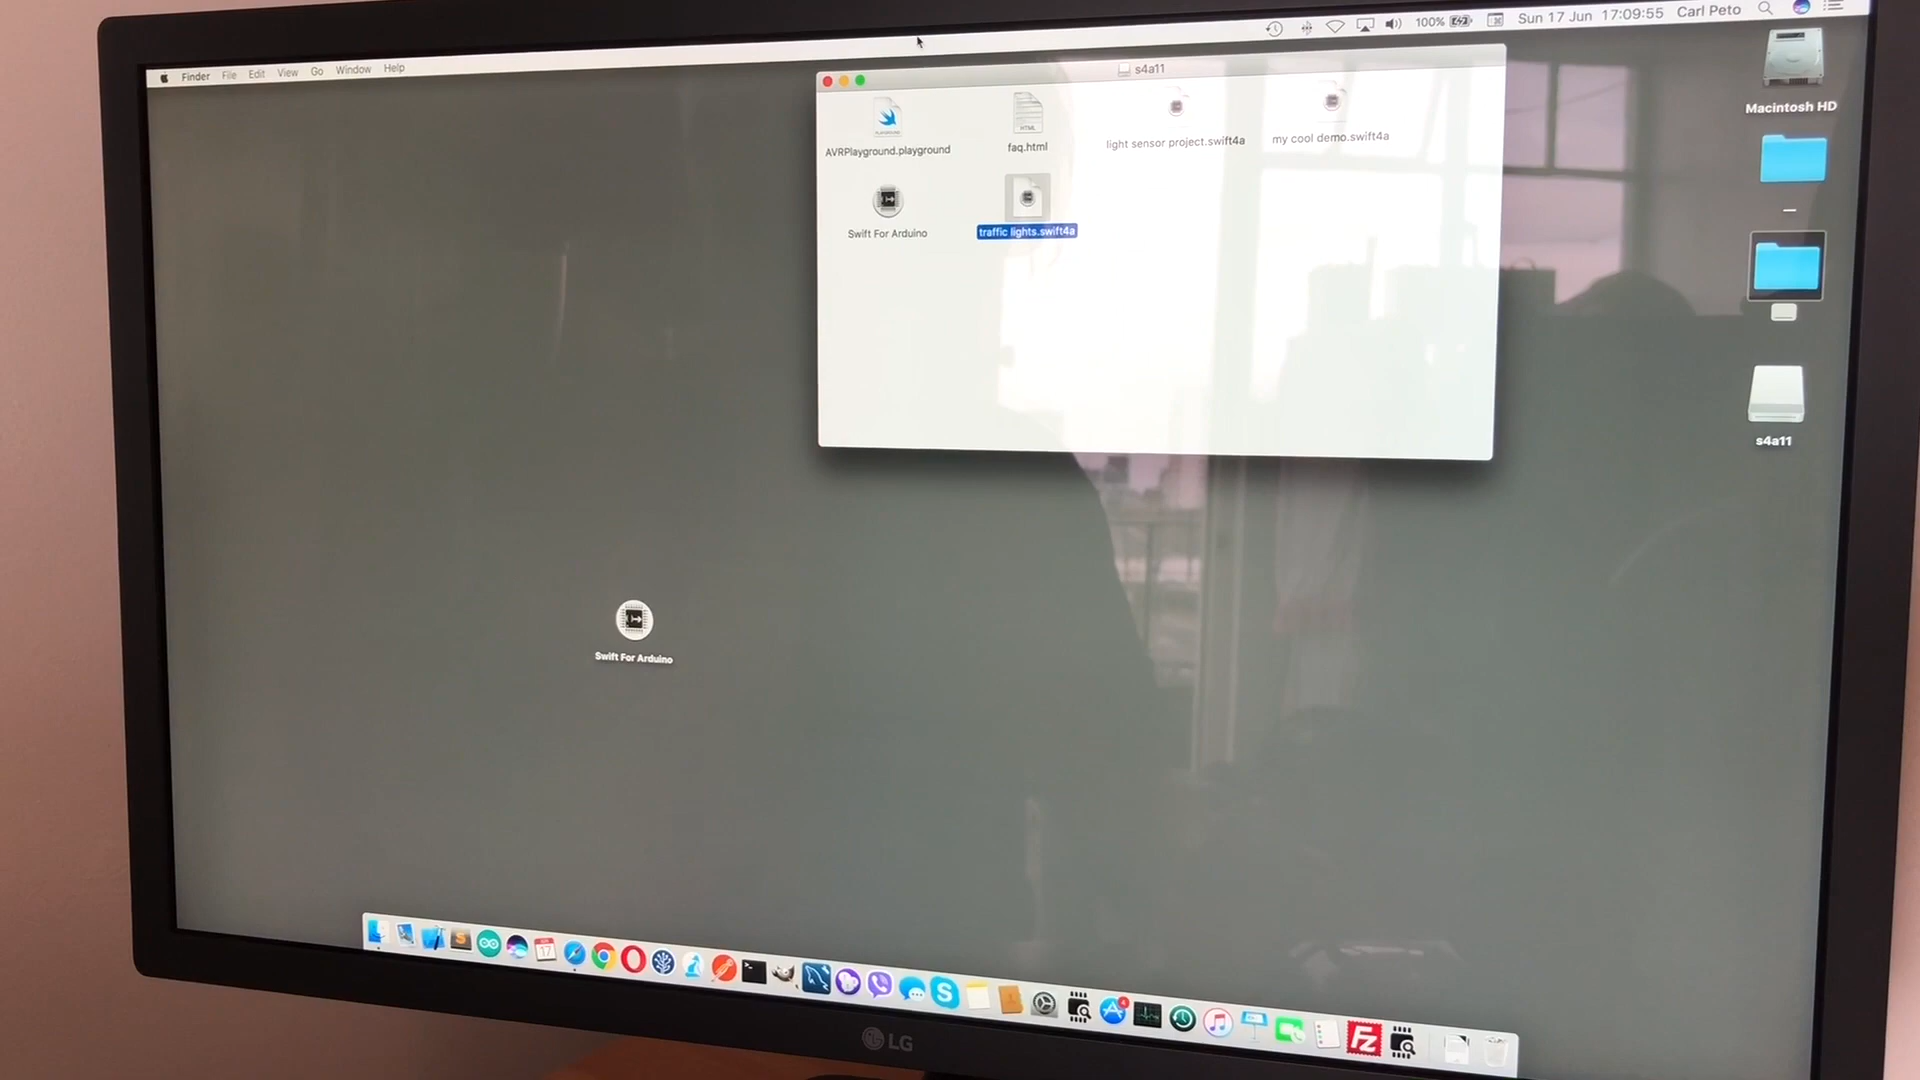 Finder File Edit View Go Window Help
100% Sun 17 Jun 17:09:55 Carl Peto
s4a11
AVRPlayground.playground
faq.html
light sensor project.swift4a
my cool demo.swift4a
Swift For Arduino
traffic lights.swift4a
Macintosh HD
s4a11
Swift For Arduino
LG